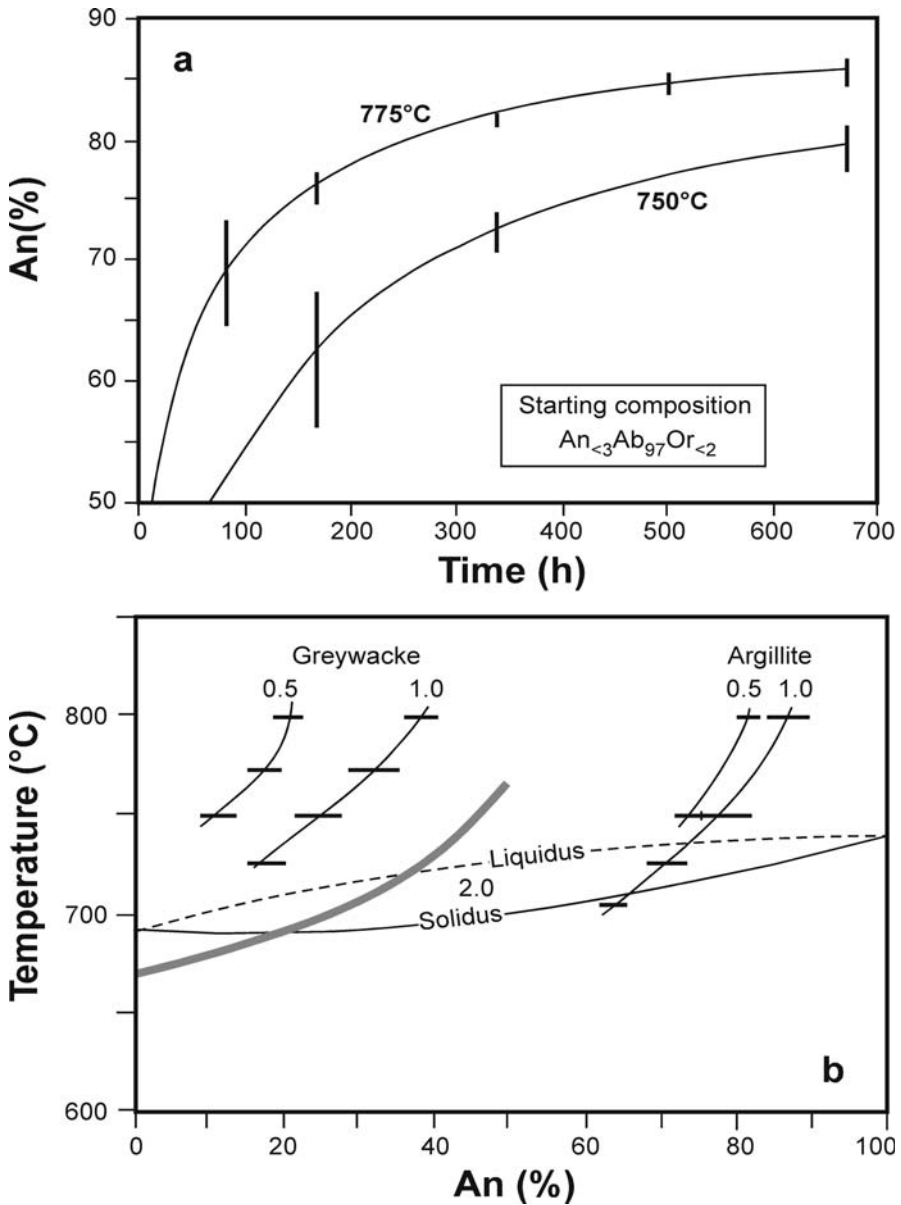 90
a
775°C
80
750°C
An(%)
70
60
Starting composition
An<3Ab97Or<2
50
0 100 200 300 400 500 600 700
Time (h)
Greywacke Argillite
0.5 1.0 0.5 1.0
800
Temperature (°C)
Liquidus
2.0
700
Solidus
b
600
0 20 40 60 80 100
An (%)